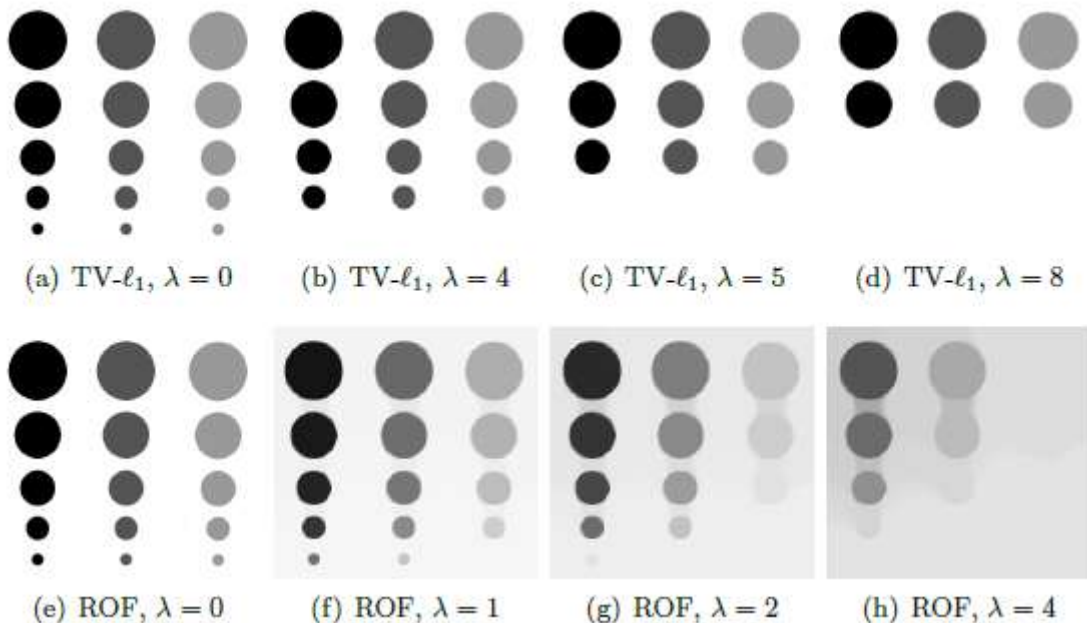 (a) TV-ℓ₁, λ = 0
(b) TV-ℓ₁, λ = 4
(c) TV-ℓ₁, λ = 5
(d) TV-ℓ₁, λ = 8
(e) ROF, λ = 0
(f) ROF, λ = 1
(g) ROF, λ = 2
(h) ROF, λ = 4